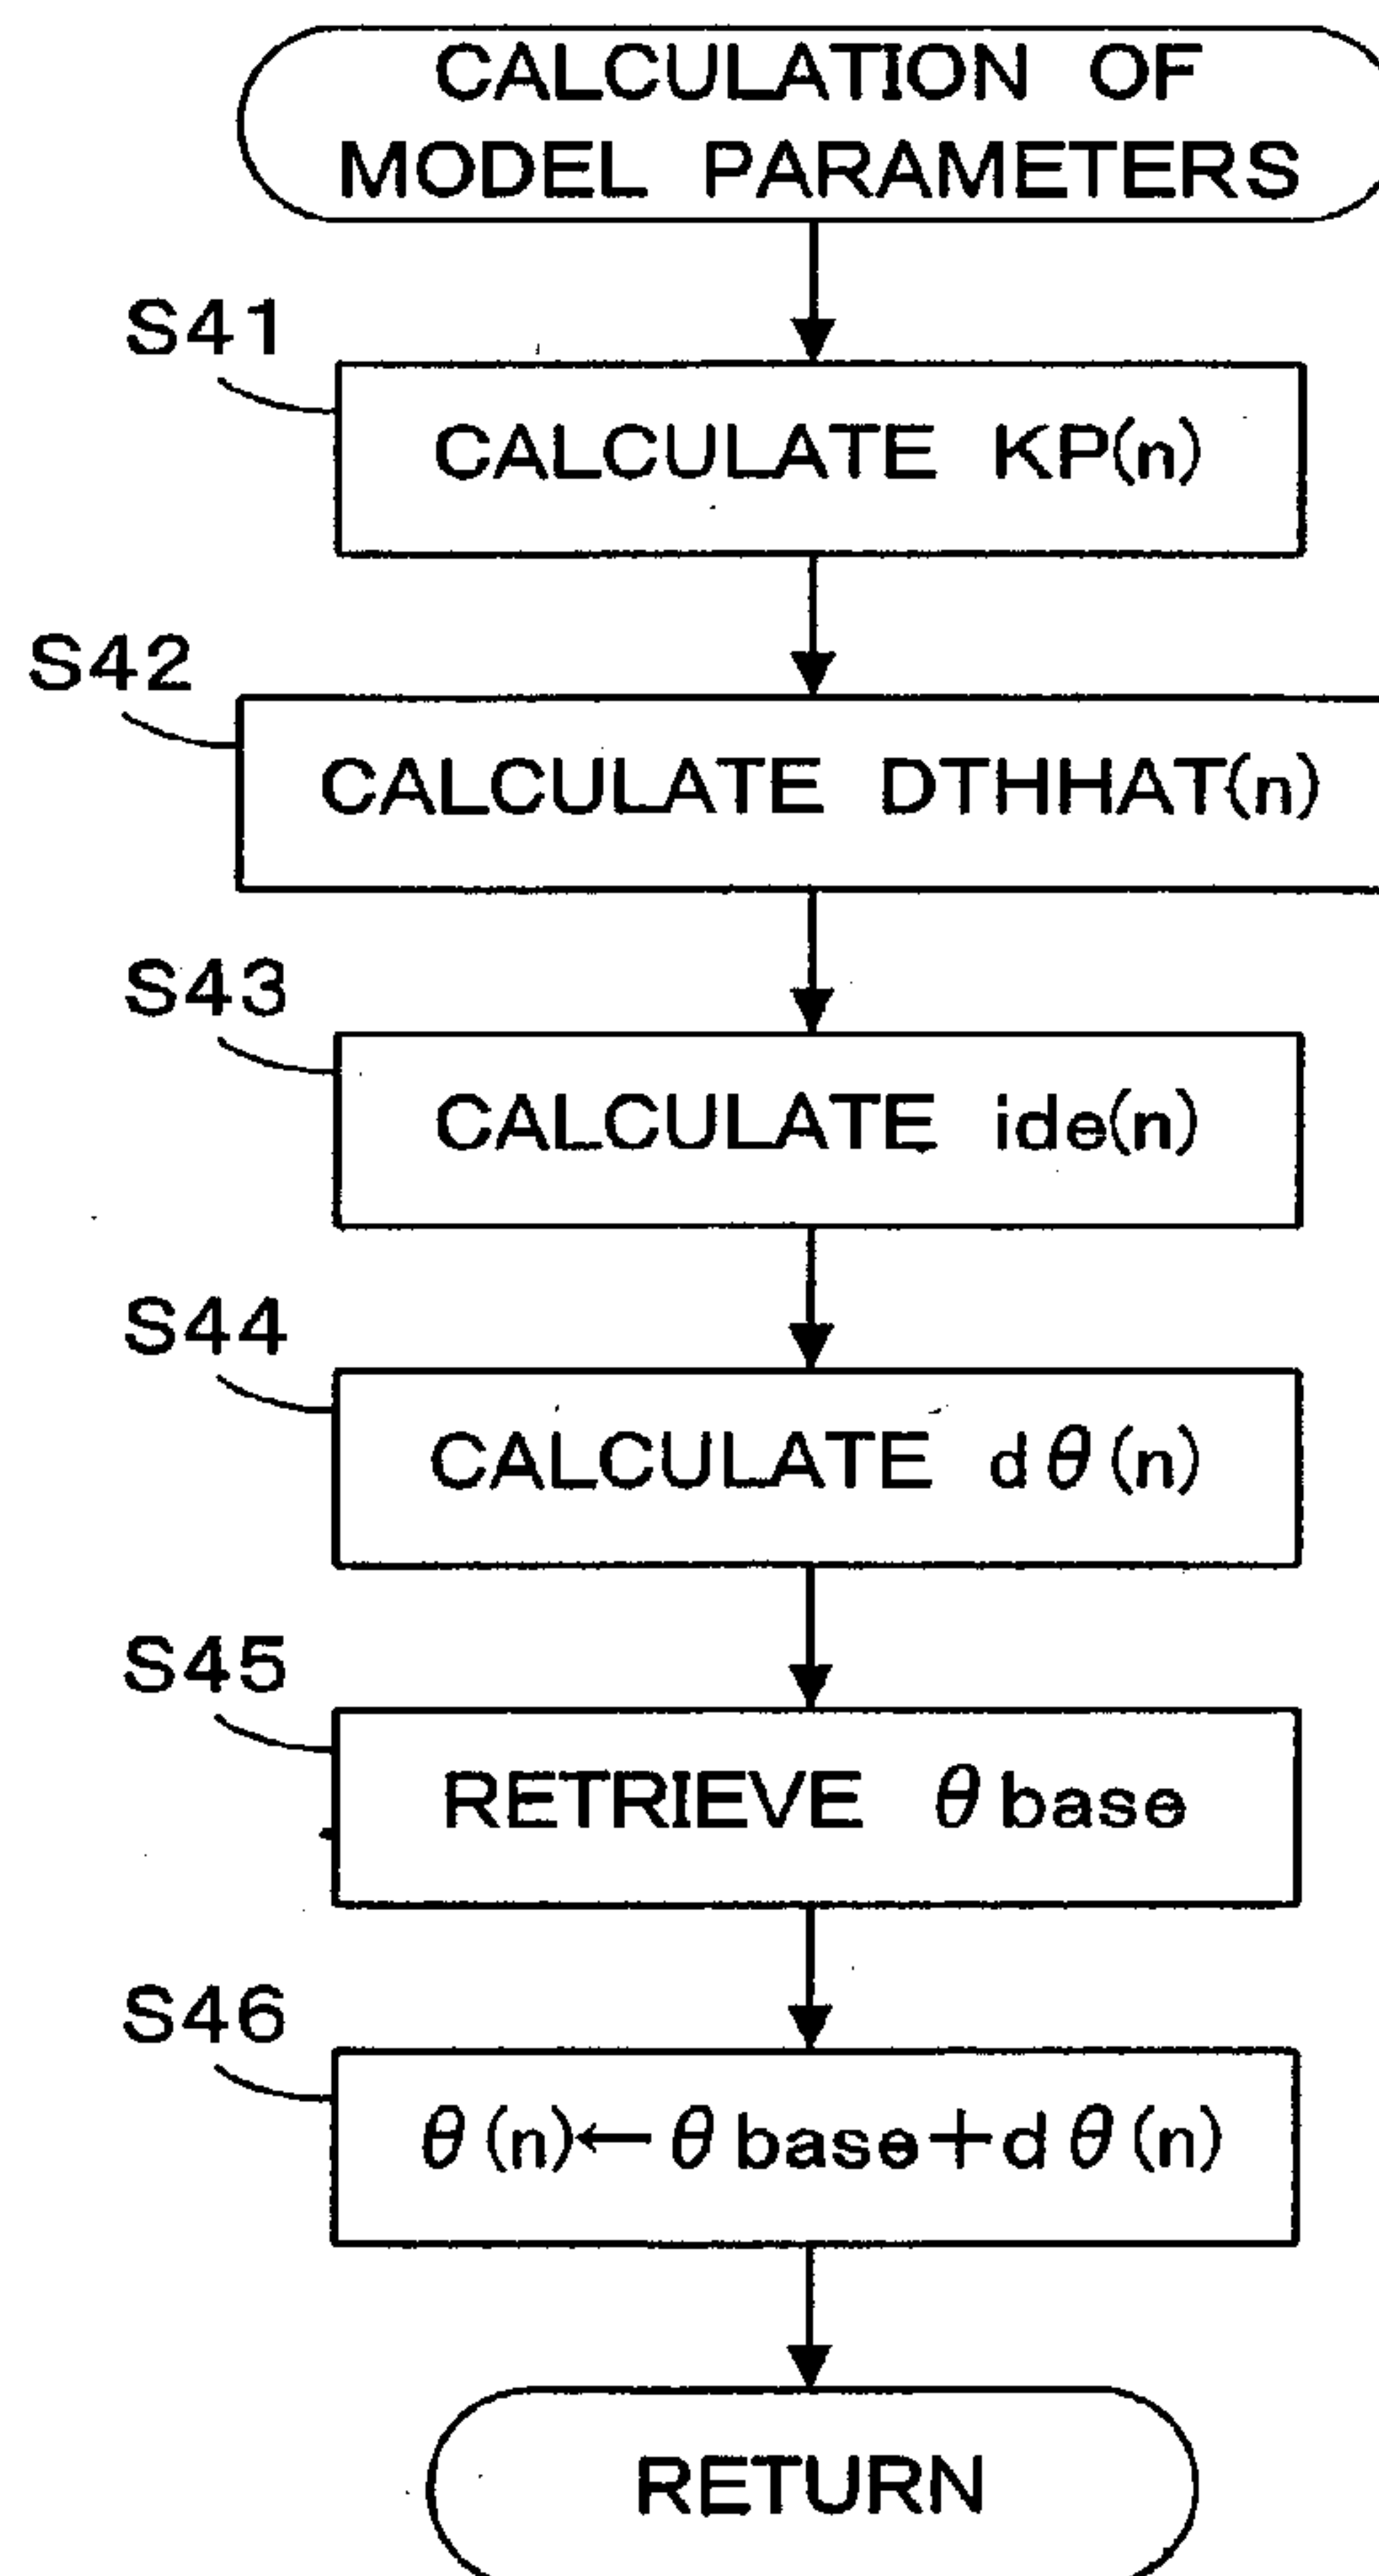 CALCULATION OF
MODEL PARAMETERS
S41
CALCULATE KP(n)
S42
CALCULATE DTHHAT(n)
S43
CALCULATE ide(n)
S44
CALCULATE dθ(n)
S45
RETRIEVE θbase
S46
θ(n)←θbase+dθ(n)
RETURN